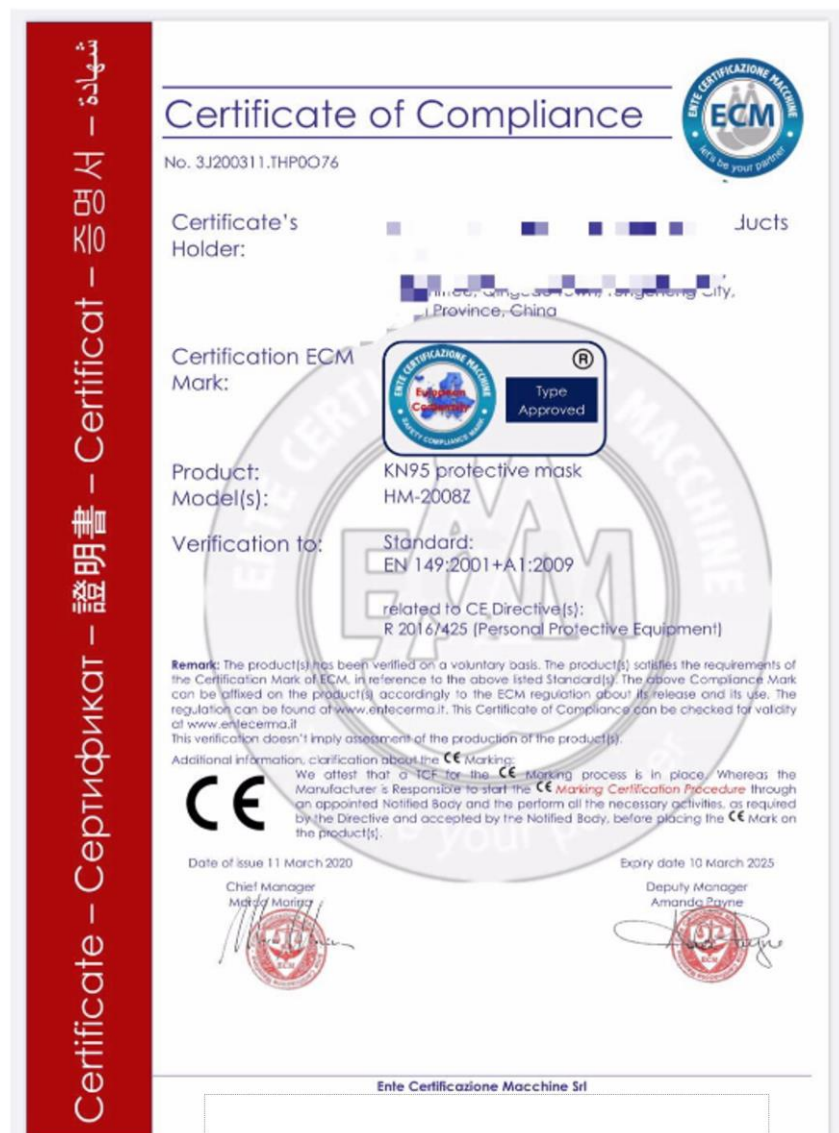 Certificate – Сертификат – 證明書 – Certificat – 증명서 – شهادة
Certificate of Compliance
ENTE CERTIFICAZIONE MACCHINE
ECM
let's be your partner
No. 3J200311.THP0O76
Certificate's
Holder:
City,
Province, China
Certification ECM
Mark:
ENTE CERTIFICAZIONE MACCHINE
European
Conformity
SAFETY COMPLIANCE MARK
®
Type
Approved
Product: KN95 protective mask
Model(s): HM-2008Z
Verification to: Standard:
EN 149:2001+A1:2009
related to CE Directive(s):
R 2016/425 (Personal Protective Equipment)
Remark: The product(s) has been verified on a voluntary basis. The product(s) satisfies the requirements of
the Certification Mark of ECM, in reference to the above listed Standard(s). The above Compliance Mark
can be affixed on the product(s) accordingly to the ECM regulation about its release and its use. The
regulation can be found at www.entecerma.it. This Certificate of Compliance can be checked for validity
at www.entecerma.it
This verification doesn't imply assessment of the production of the product(s).
Additional information, clarification about the CE Marking:
CE
We attest that a TCF for the CE Marking process is in place. Whereas the
Manufacturer is Responsible to start the CE Marking Certification Procedure through
an appointed Notified Body and the perform all the necessary activities, as required
by the Directive and accepted by the Notified Body, before placing the CE Mark on
the product(s).
Date of issue 11 March 2020 Expiry date 10 March 2025
Chief Manager Deputy Manager
Amanda Payne
Ente Certificazione Macchine Srl